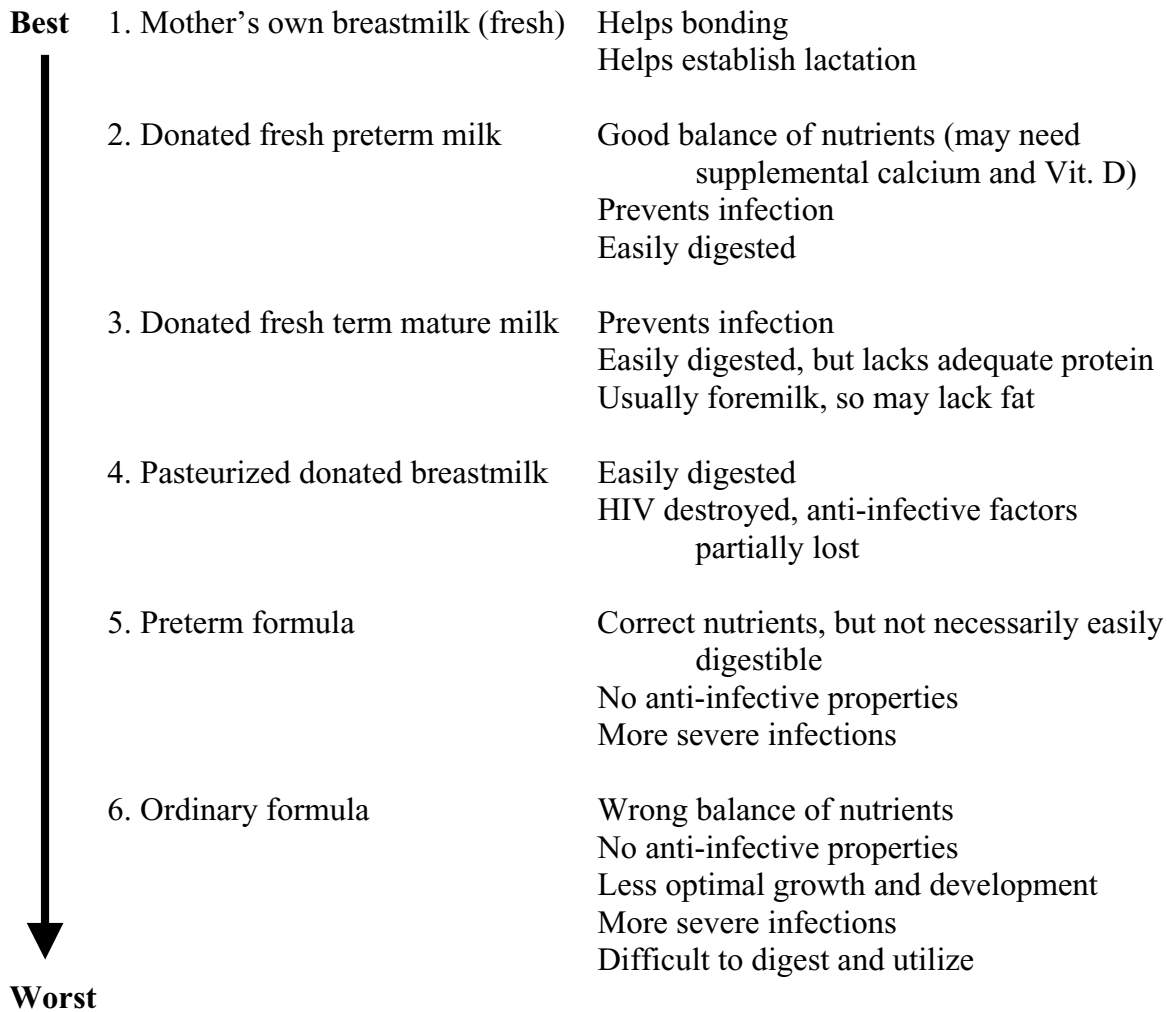 Best 1. Mother’s own breastmilk (fresh) Helps bonding
Helps establish lactation
2. Donated fresh preterm milk Good balance of nutrients (may need
supplemental calcium and Vit. D)
Prevents infection
Easily digested
3. Donated fresh term mature milk Prevents infection
Easily digested, but lacks adequate protein
Usually foremilk, so may lack fat
4. Pasteurized donated breastmilk Easily digested
HIV destroyed, anti-infective factors
partially lost
5. Preterm formula Correct nutrients, but not necessarily easily
digestible
No anti-infective properties
More severe infections
6. Ordinary formula Wrong balance of nutrients
No anti-infective properties
Less optimal growth and development
More severe infections
Difficult to digest and utilize
Worst